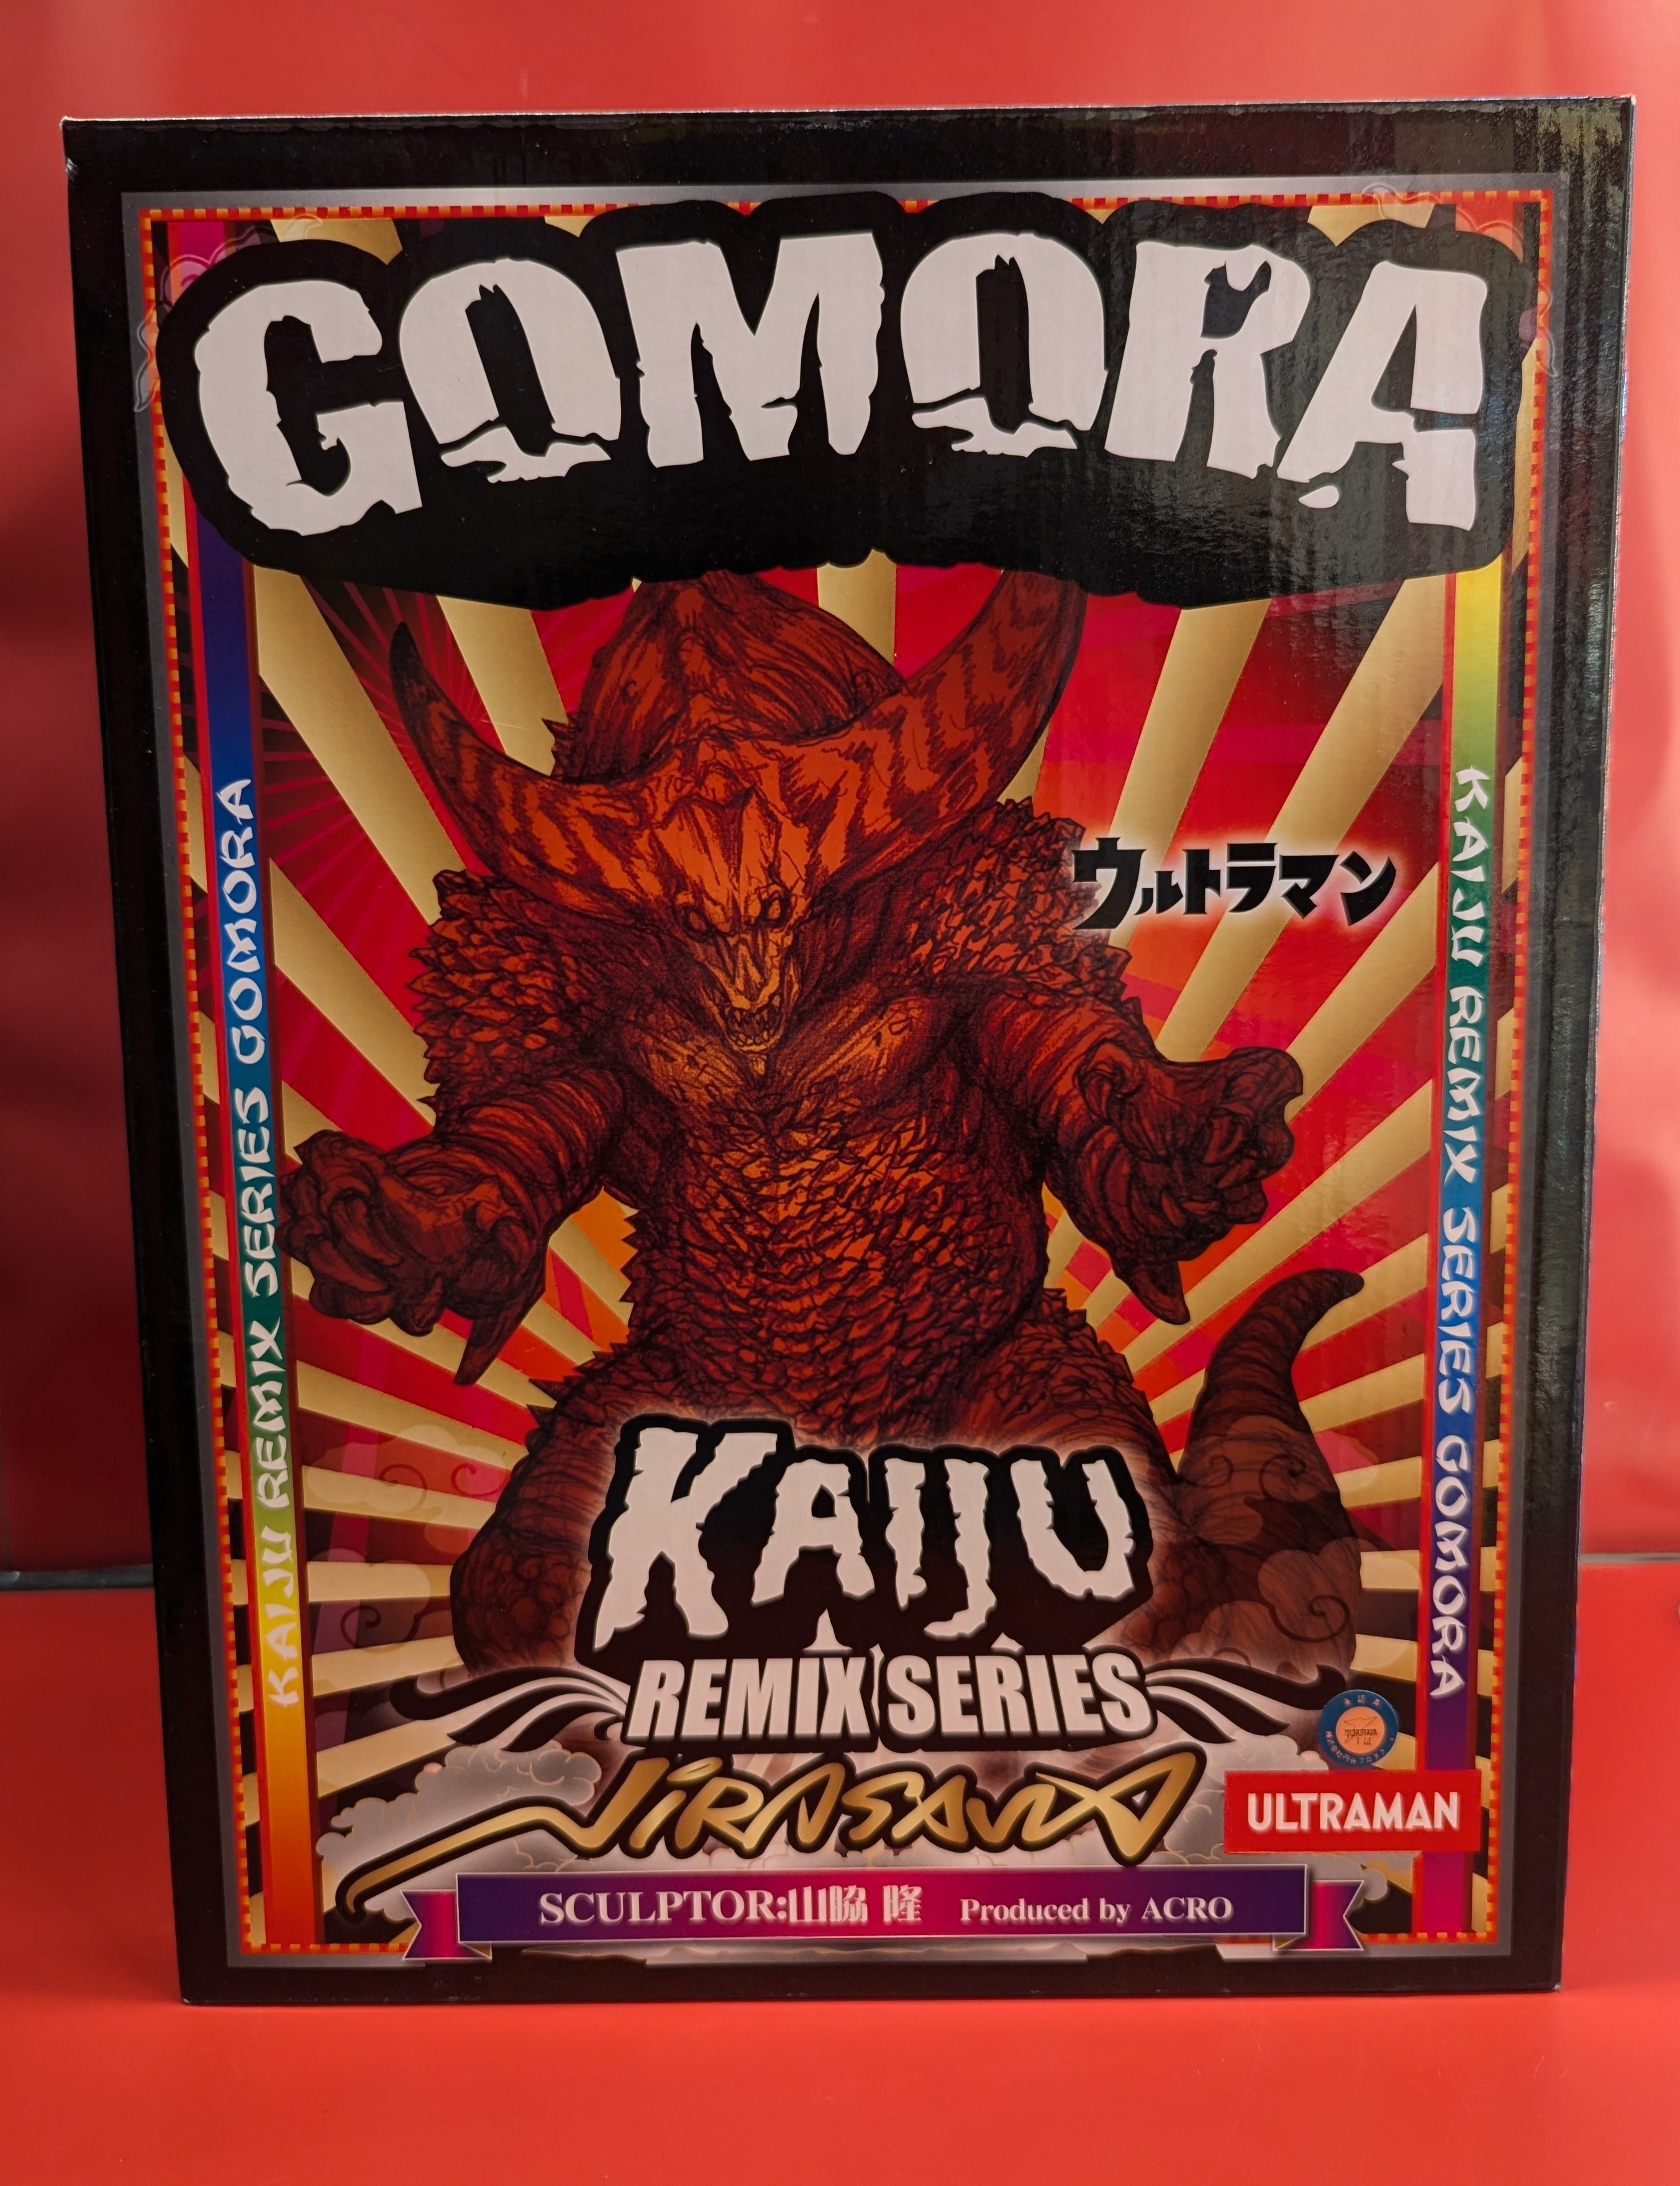 GOMORA
ウルトラマン
KAIJU REMIX SERIES GOMORA
KAIJU REMIX SERIES GOMORA
KAIJU
REMIX SERIES
JIRASAWA
TSUBURAYA
ULTRAMAN
SCULPTOR:山脇 隆 Produced by ACRO